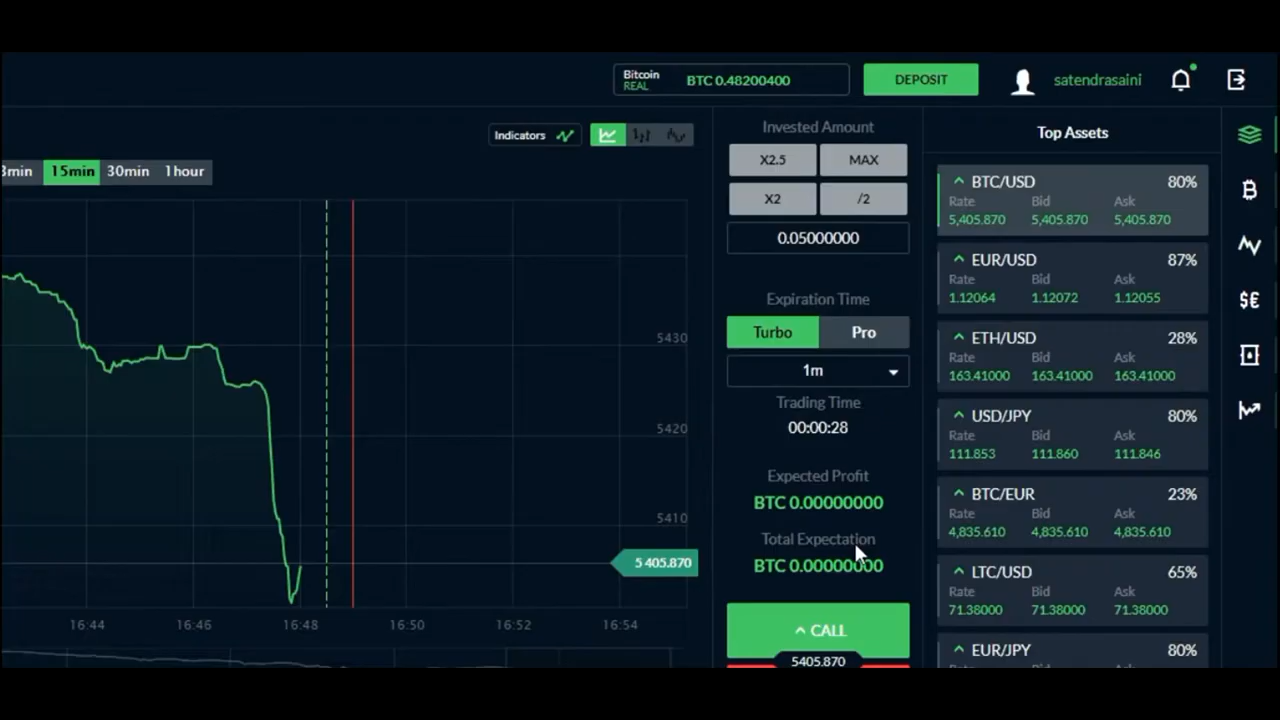 Bitcoin
REAL
BTC 0.48200400
DEPOSIT
satendrasaini
Indicators
3min 15min 30min 1hour
5430
5420
5410
5 405.870
16:44 16:46 16:48 16:50 16:52 16:54
Invested Amount
X2.5 MAX
X2 /2
0.05000000
Expiration Time
Turbo Pro
1m
Trading Time
00:00:28
Expected Profit
BTC 0.00000000
Total Expectation
BTC 0.00000000
CALL
5405.870
Top Assets
BTC/USD 80%
Rate Bid Ask
5,405.870 5,405.870 5,405.870
EUR/USD 87%
Rate Bid Ask
1.12064 1.12072 1.12055
ETH/USD 28%
Rate Bid Ask
163.41000 163.41000 163.41000
USD/JPY 80%
Rate Bid Ask
111.853 111.860 111.846
BTC/EUR 23%
Rate Bid Ask
4,835.610 4,835.610 4,835.610
LTC/USD 65%
Rate Bid Ask
71.38000 71.38000 71.38000
EUR/JPY 80%